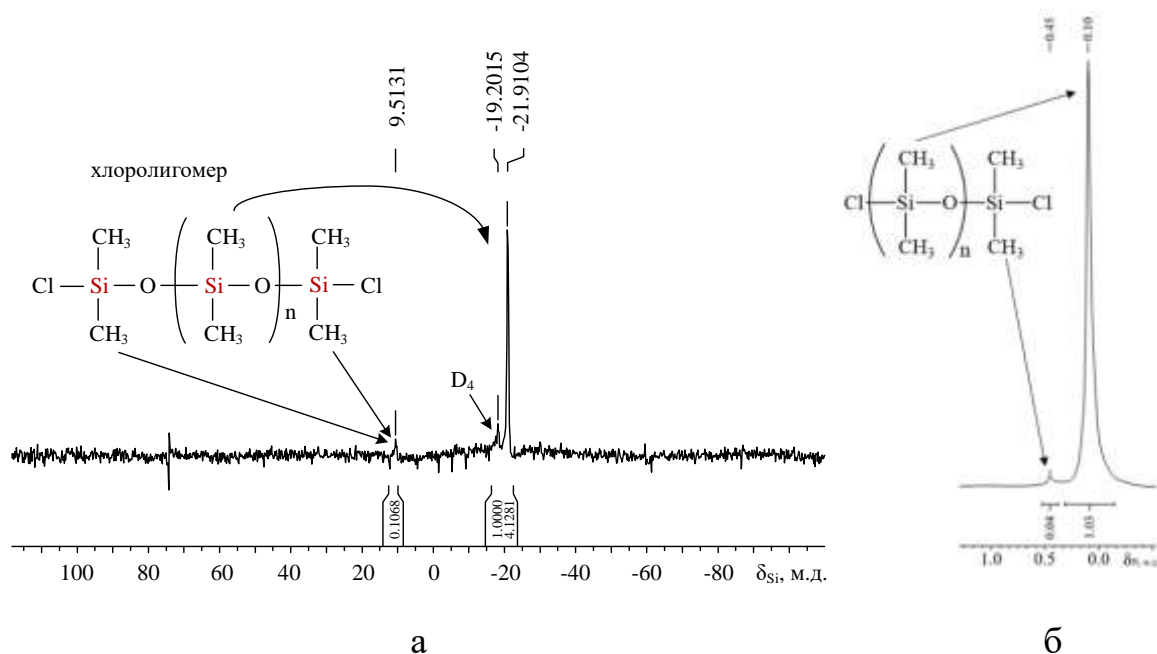 9.5131
-19.2015
-21.9104
хлоролигомер
CH₃
CH₃
CH₃
Cl
Si
O
Si
O
Si
Cl
n
CH₃
CH₃
CH₃
D₄
0.1068
1.0000
4.1281
100
80
60
40
20
0
-20
-40
-60
-80
δSi, м.д.
а
−0.45
−0.10
CH₃
CH₃
Cl
Si
O
Si
Cl
n
CH₃
CH₃
0.04
1.03
1.0
0.5
0.0
б